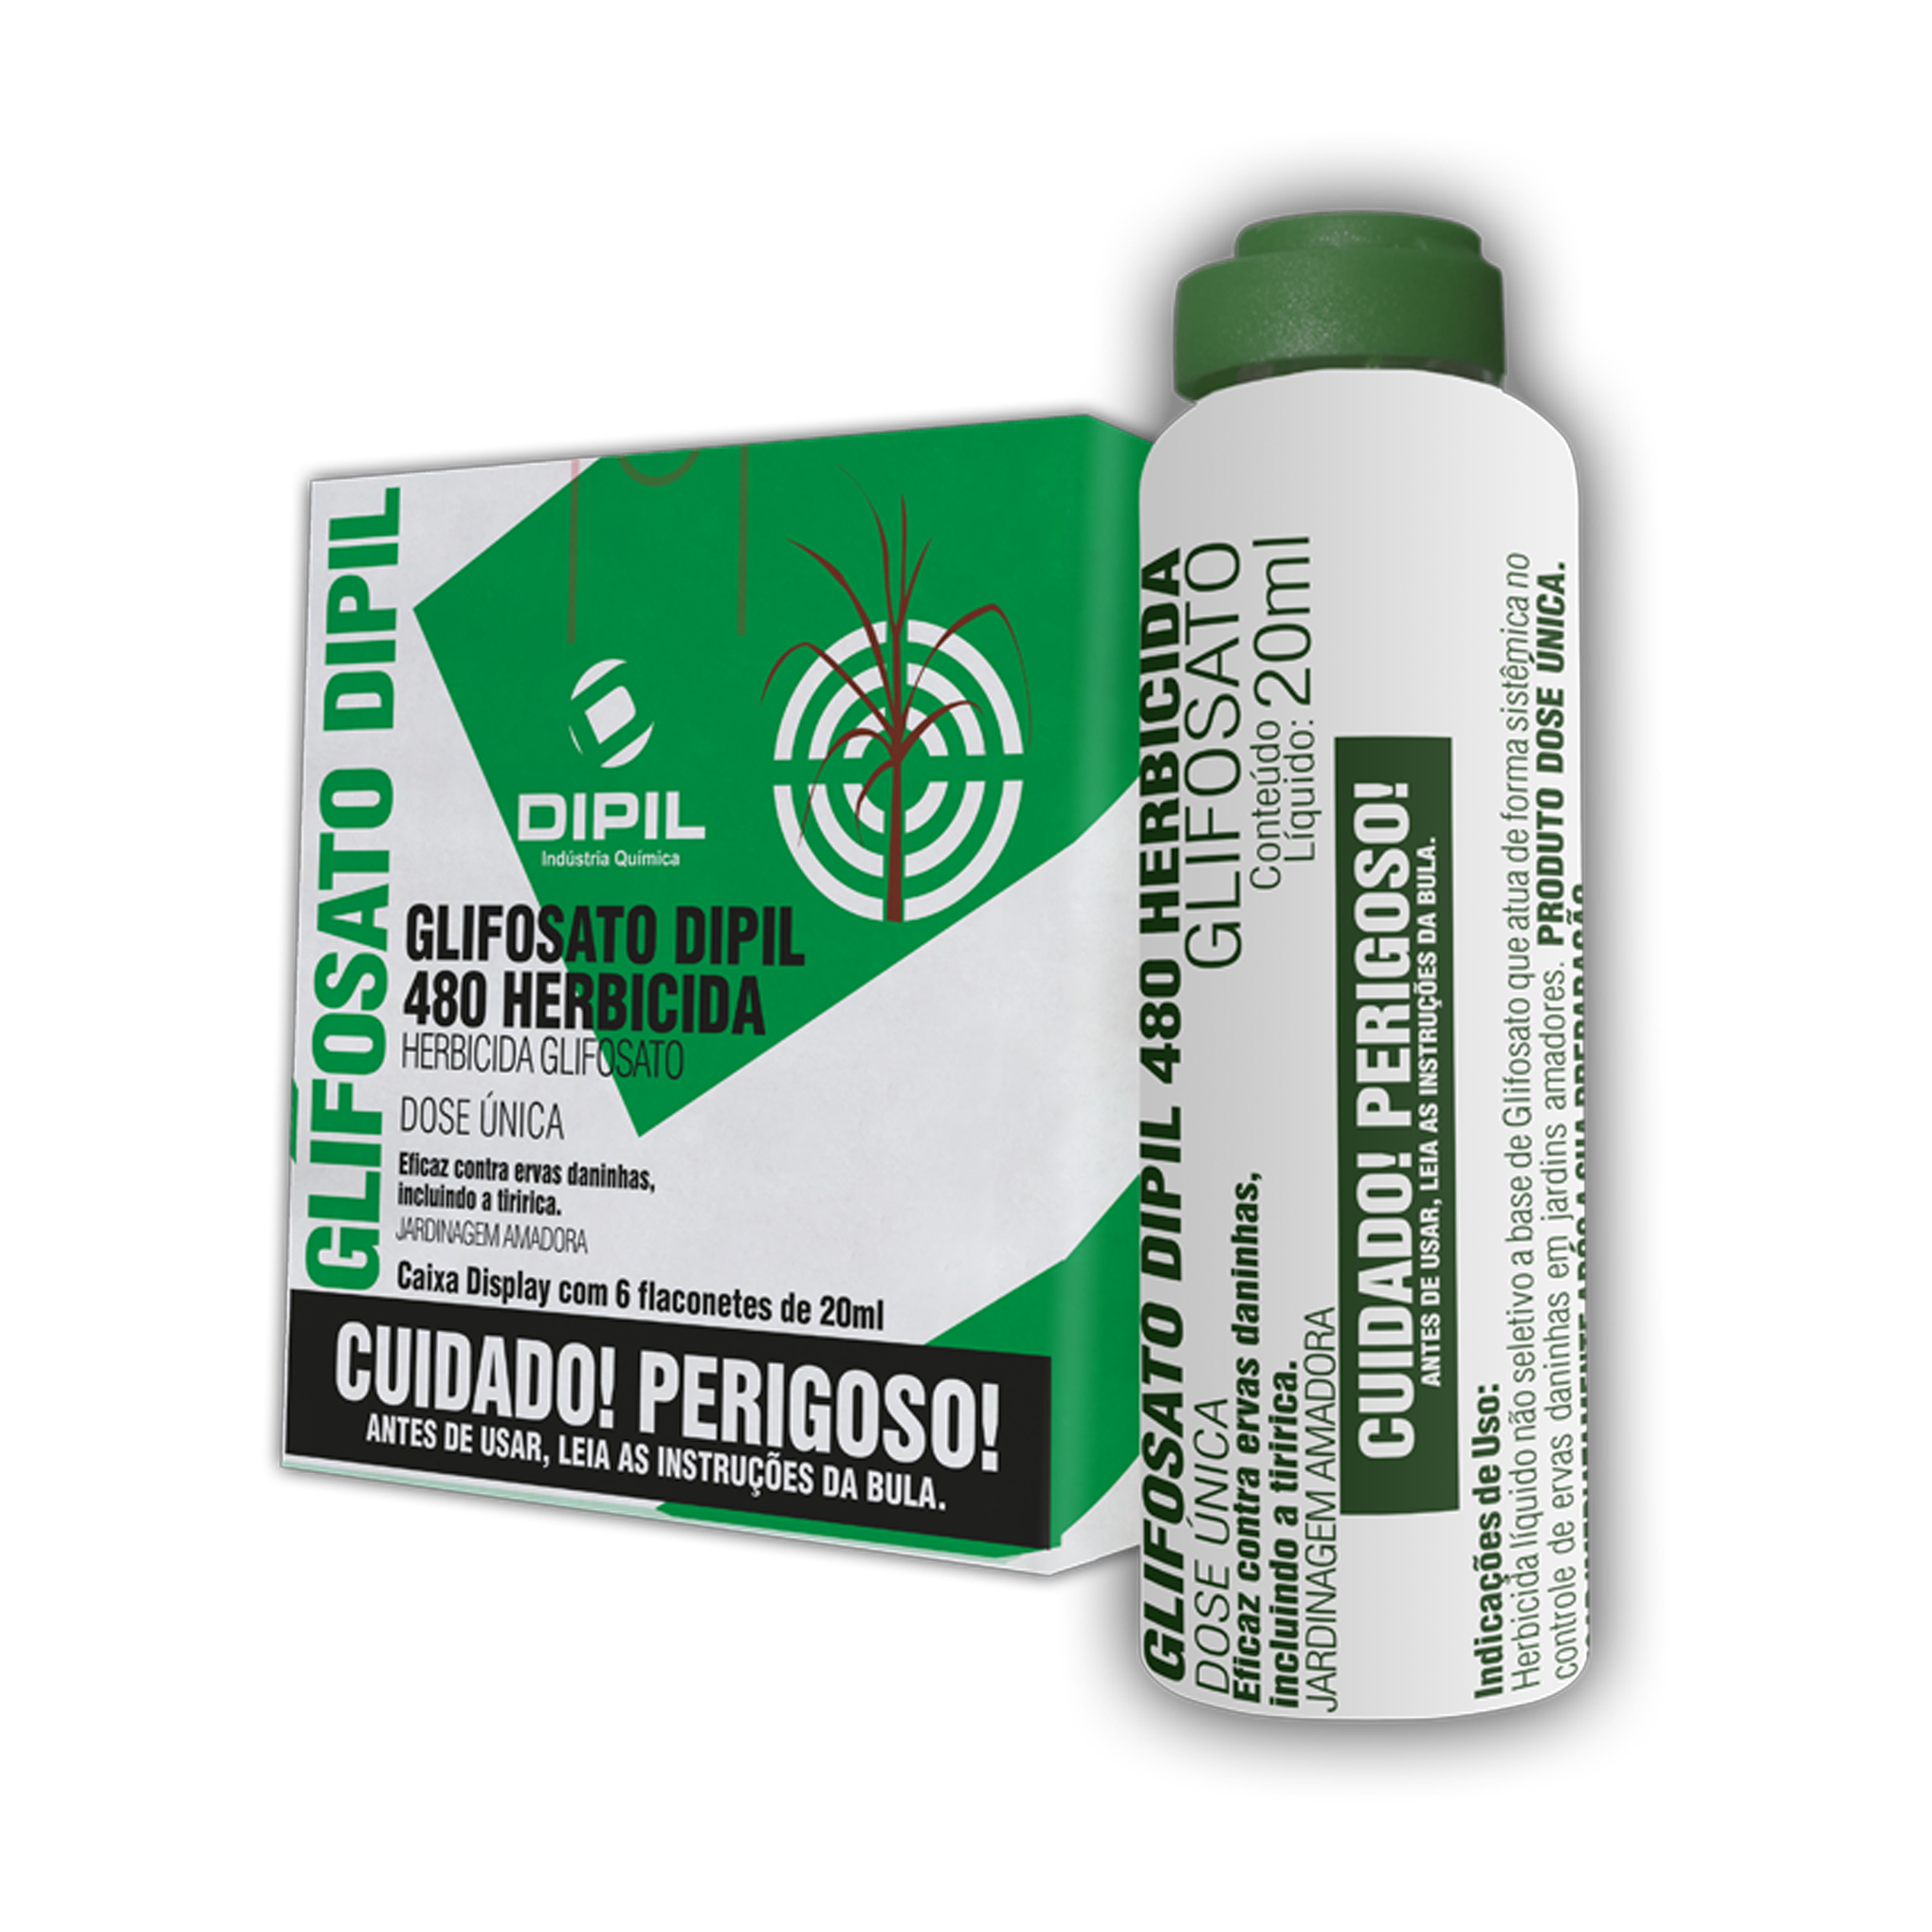 GLIFOSATO DIPIL
DIPIL
Indústria Química
GLIFOSATO DIPIL
480 HERBICIDA
HERBICIDA GLIFOSATO
DOSE ÚNICA
Eficaz contra ervas daninhas,
incluindo a tiririca.
JARDINAGEM AMADORA
Caixa Display com 6 flaconetes de 20ml
CUIDADO! PERIGOSO!
ANTES DE USAR, LEIA AS INSTRUÇÕES DA BULA.
GLIFOSATO DIPIL 480 HERBICIDA
GLIFOSATO
DOSE ÚNICA
Eficaz contra ervas daninhas,
incluindo a tiririca.
JARDINAGEM AMADORA
Conteúdo
Líquido: 20ml
CUIDADO! PERIGOSO!
ANTES DE USAR, LEIA AS INSTRUÇÕES DA BULA.
Indicações de Uso:
Herbicida líquido não seletivo a base de Glifosato que atua de forma sistêmica no
controle de ervas daninhas em jardins amadores. PRODUTO DOSE ÚNICA.